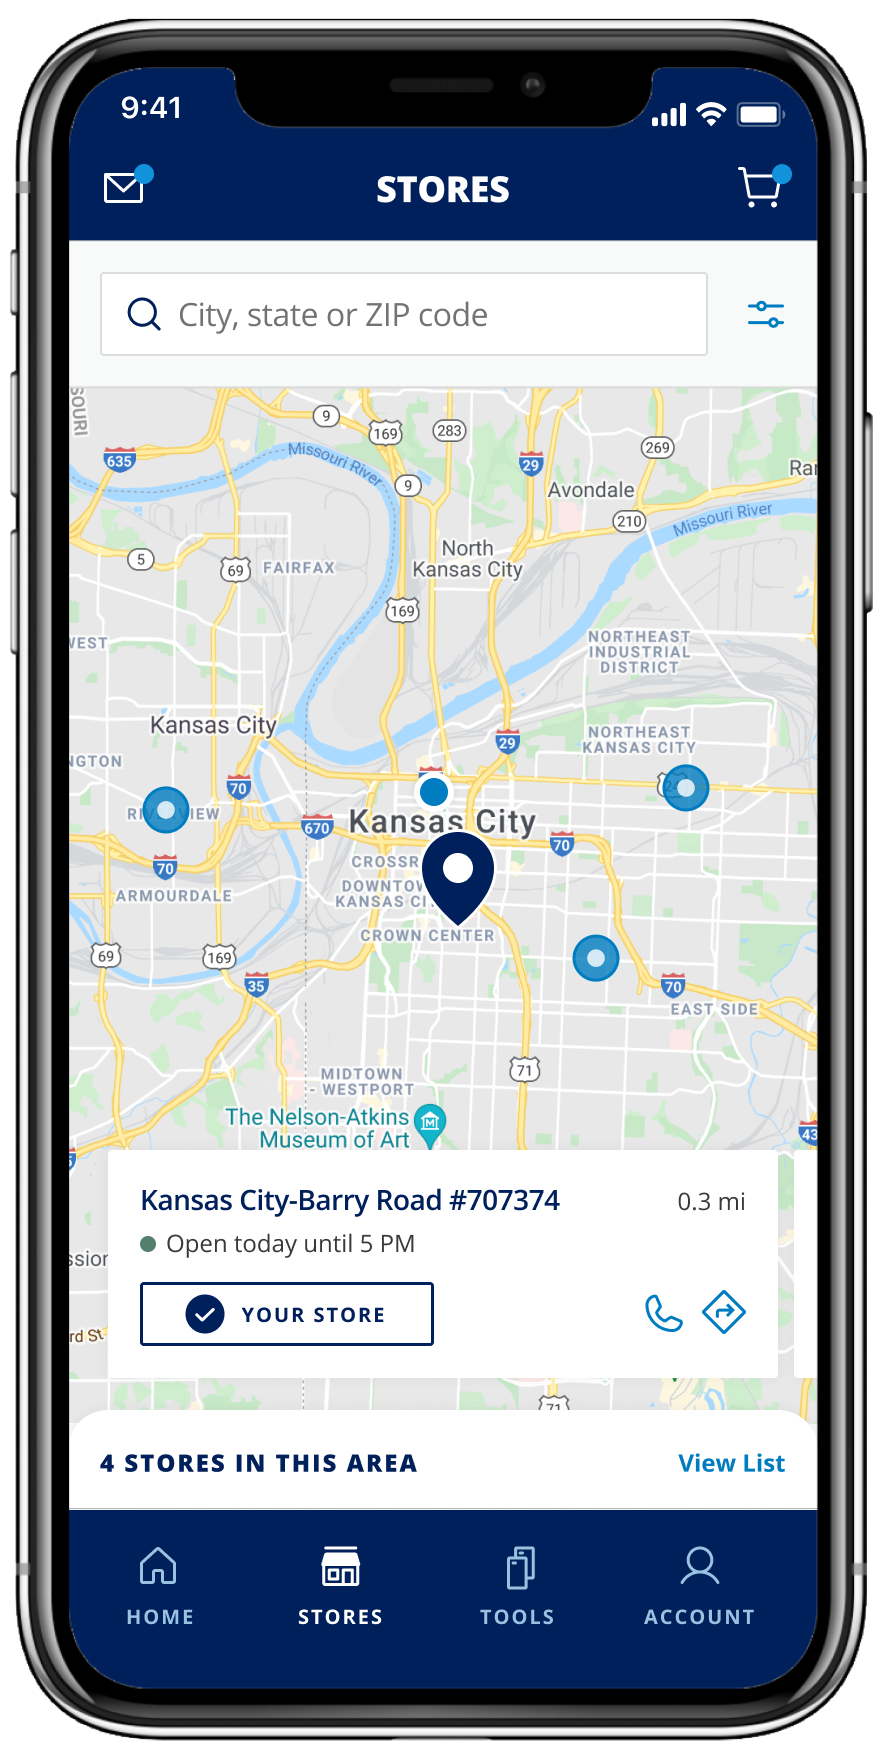 9:41
STORES
City, state or ZIP code
SOURI
9
169
283
269
635
Missouri River
29
Avondale
9
210
Missouri River
5
69
FAIRFAX
North
Kansas City
169
WEST
NORTHEAST
INDUSTRIAL
DISTRICT
Kansas City
29
NORTHEAST
KANSAS CITY
NGTON
70
670
Kansas City
70
70
CROSSR
ARMOURDALE
DOWNTOW
KANSAS CI
CROWN CENTER
69
169
35
70
EAST SIDE
71
MIDTOWN
- WESTPORT
The Nelson-Atkins
Museum of Art
43
Kansas City-Barry Road #707374
0.3 mi
Open today until 5 PM
ssion
YOUR STORE
rd St
71
4 STORES IN THIS AREA
View List
HOME
STORES
TOOLS
ACCOUNT